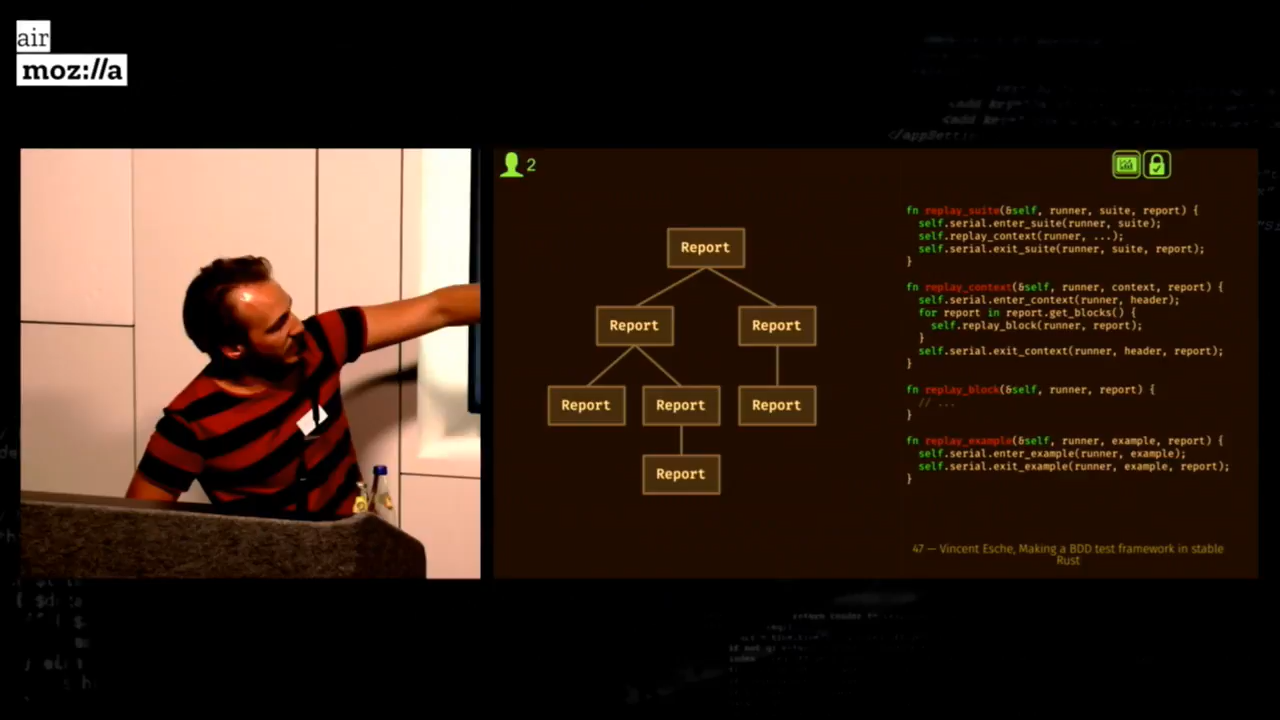 air
moz://a
2
Report
Report
Report
Report
Report
Report
Report
fn replay_suite(&self, runner, suite, report) {
self.serial.enter_suite(runner, suite);
self.replay_context(runner, ...);
self.serial.exit_suite(runner, suite, report);
}
fn replay_context(&self, runner, context, report) {
self.serial.enter_context(runner, header);
for report in report.get_blocks() {
self.replay_block(runner, report);
}
self.serial.exit_context(runner, header, report);
}
fn replay_block(&self, runner, report) {
// ...
}
fn replay_example(&self, runner, example, report) {
self.serial.enter_example(runner, example);
self.serial.exit_example(runner, example, report);
}
47 — Vincent Esche, Making a BDD test framework in stable
Rust